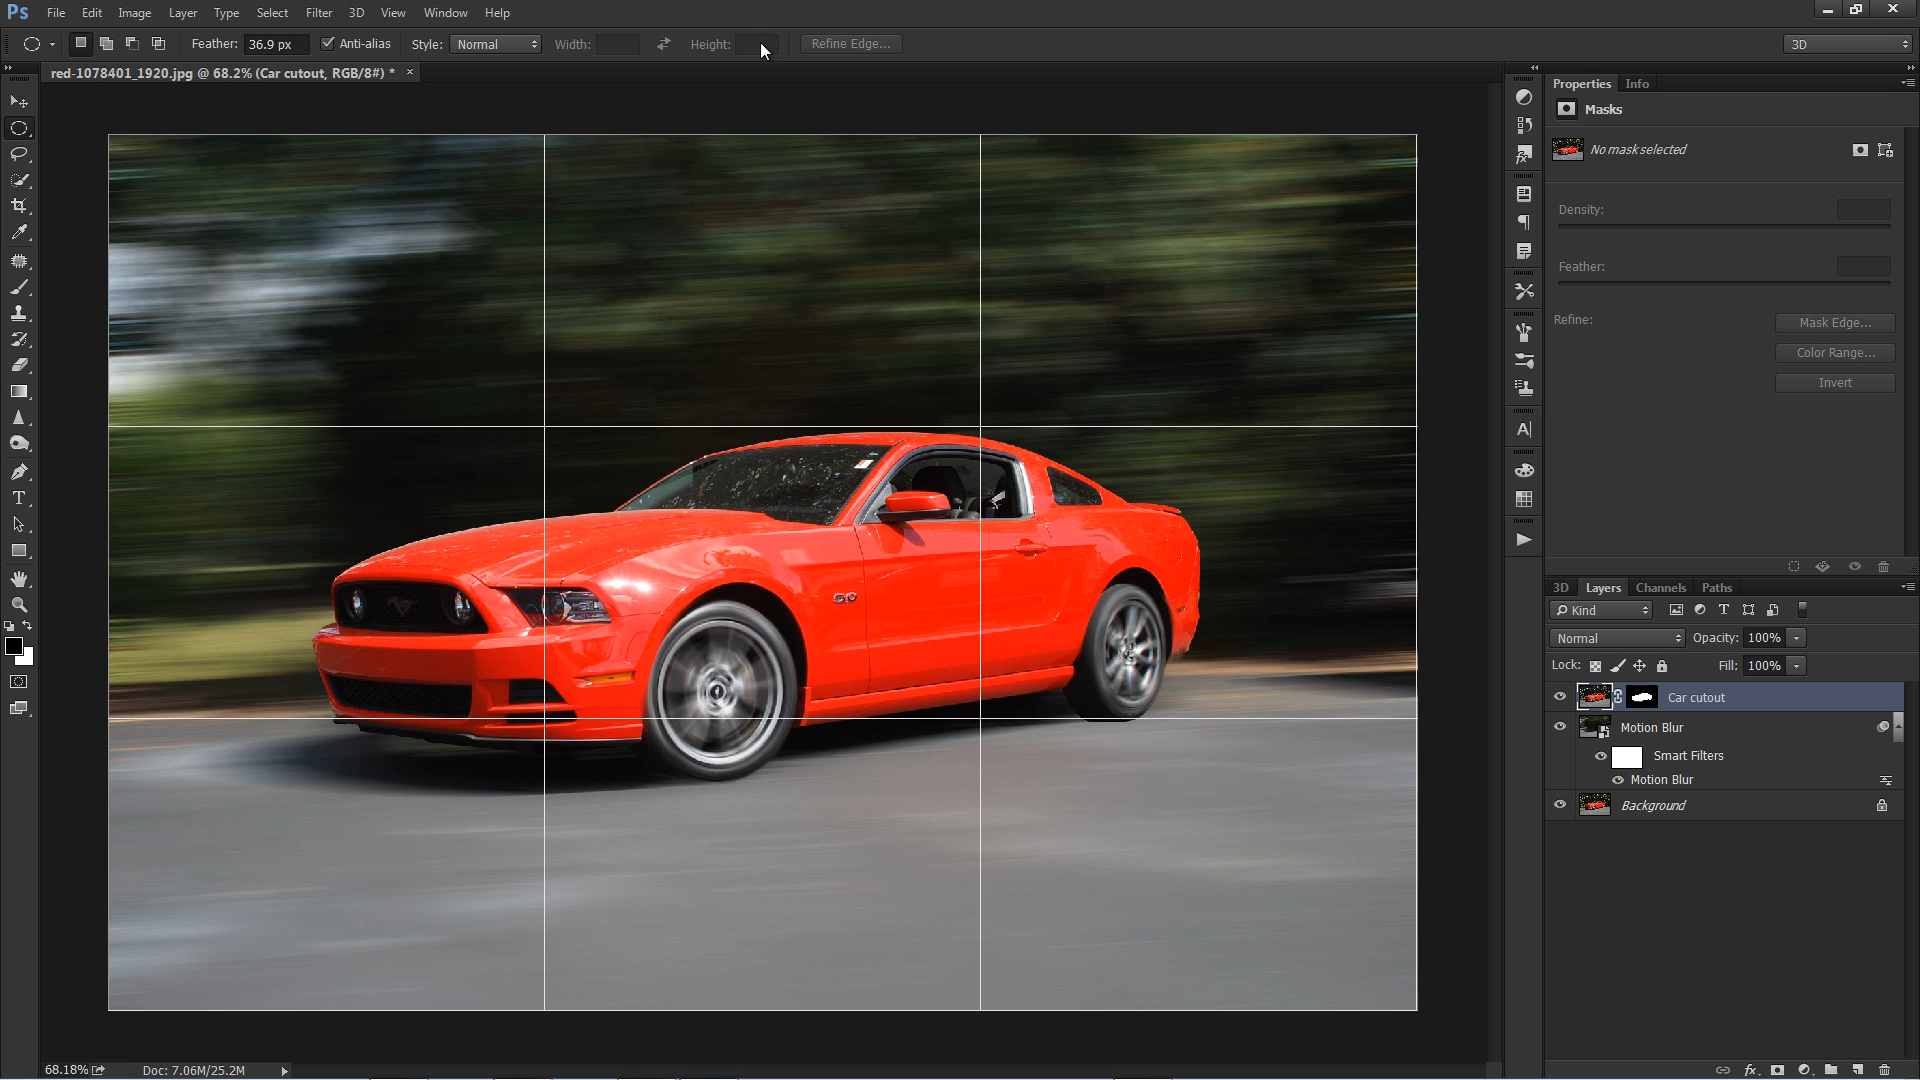 Ps File Edit Image Layer Type Select Filter 3D View Window Help
Feather: 36.9 px Anti-alias Style: Normal Width: Height: Refine Edge... 3D
red-1078401_1920.jpg @ 68.2% (Car cutout, RGB/8#) * ×
Properties Info
Masks
No mask selected
Density:
Feather:
Refine: Mask Edge...
Color Range...
Invert
5.0
3D Layers Channels Paths
Kind
Normal Opacity: 100%
Lock: Fill: 100%
Car cutout
Motion Blur
Smart Filters
Motion Blur
Background
68.18% Doc: 7.06M/25.2M